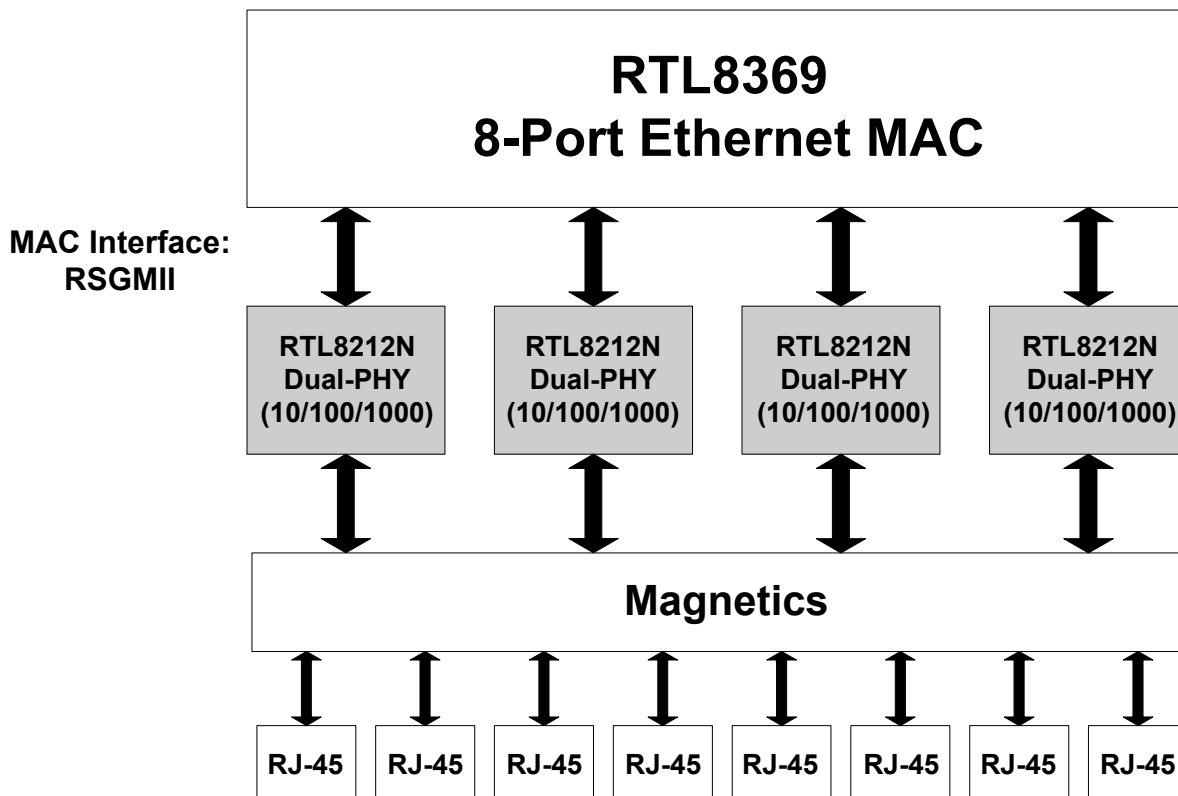 RTL8369
8-Port Ethernet MAC
MAC Interface:
RSGMII
RTL8212N
Dual-PHY
(10/100/1000)
RTL8212N
Dual-PHY
(10/100/1000)
RTL8212N
Dual-PHY
(10/100/1000)
RTL8212N
Dual-PHY
(10/100/1000)
Magnetics
RJ-45
RJ-45
RJ-45
RJ-45
RJ-45
RJ-45
RJ-45
RJ-45